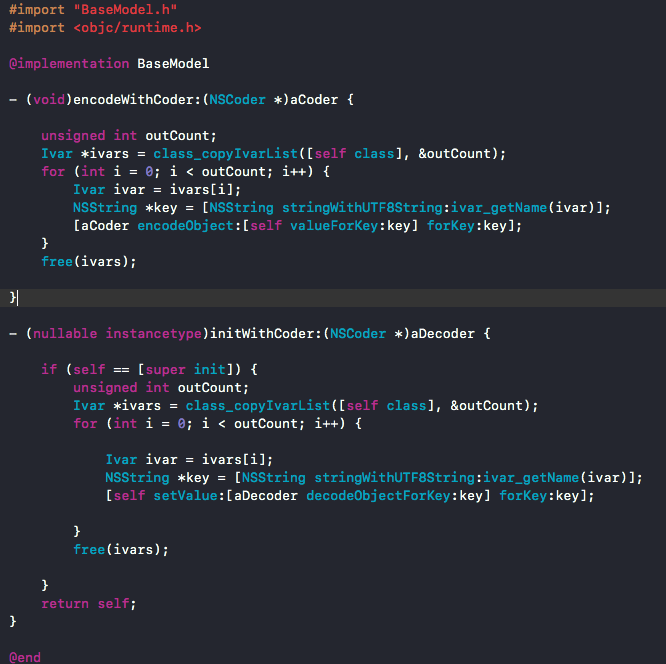 #import "BaseModel.h"
#import <objc/runtime.h>
@implementation BaseModel
- (void)encodeWithCoder:(NSCoder *)aCoder {
unsigned int outCount;
Ivar *ivars = class_copyIvarList([self class], &outCount);
for (int i = 0; i < outCount; i++) {
Ivar ivar = ivars[i];
NSString *key = [NSString stringWithUTF8String:ivar_getName(ivar)];
[aCoder encodeObject:[self valueForKey:key] forKey:key];
}
free(ivars);
}
- (nullable instancetype)initWithCoder:(NSCoder *)aDecoder {
if (self == [super init]) {
unsigned int outCount;
Ivar *ivars = class_copyIvarList([self class], &outCount);
for (int i = 0; i < outCount; i++) {
Ivar ivar = ivars[i];
NSString *key = [NSString stringWithUTF8String:ivar_getName(ivar)];
[self setValue:[aDecoder decodeObjectForKey:key] forKey:key];
}
free(ivars);
}
return self;
}
@end